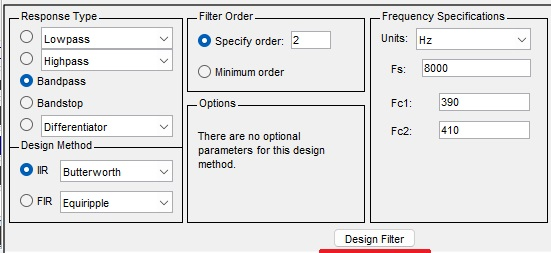 Response Type
Lowpass
Highpass
Bandpass
Bandstop
Differentiator
Design Method
IIR Butterworth
FIR Equiripple
Filter Order
Specify order: 2
Minimum order
Options
There are no optional
parameters for this design
method.
Frequency Specifications
Units: Hz
Fs: 8000
Fc1: 390
Fc2: 410
Design Filter